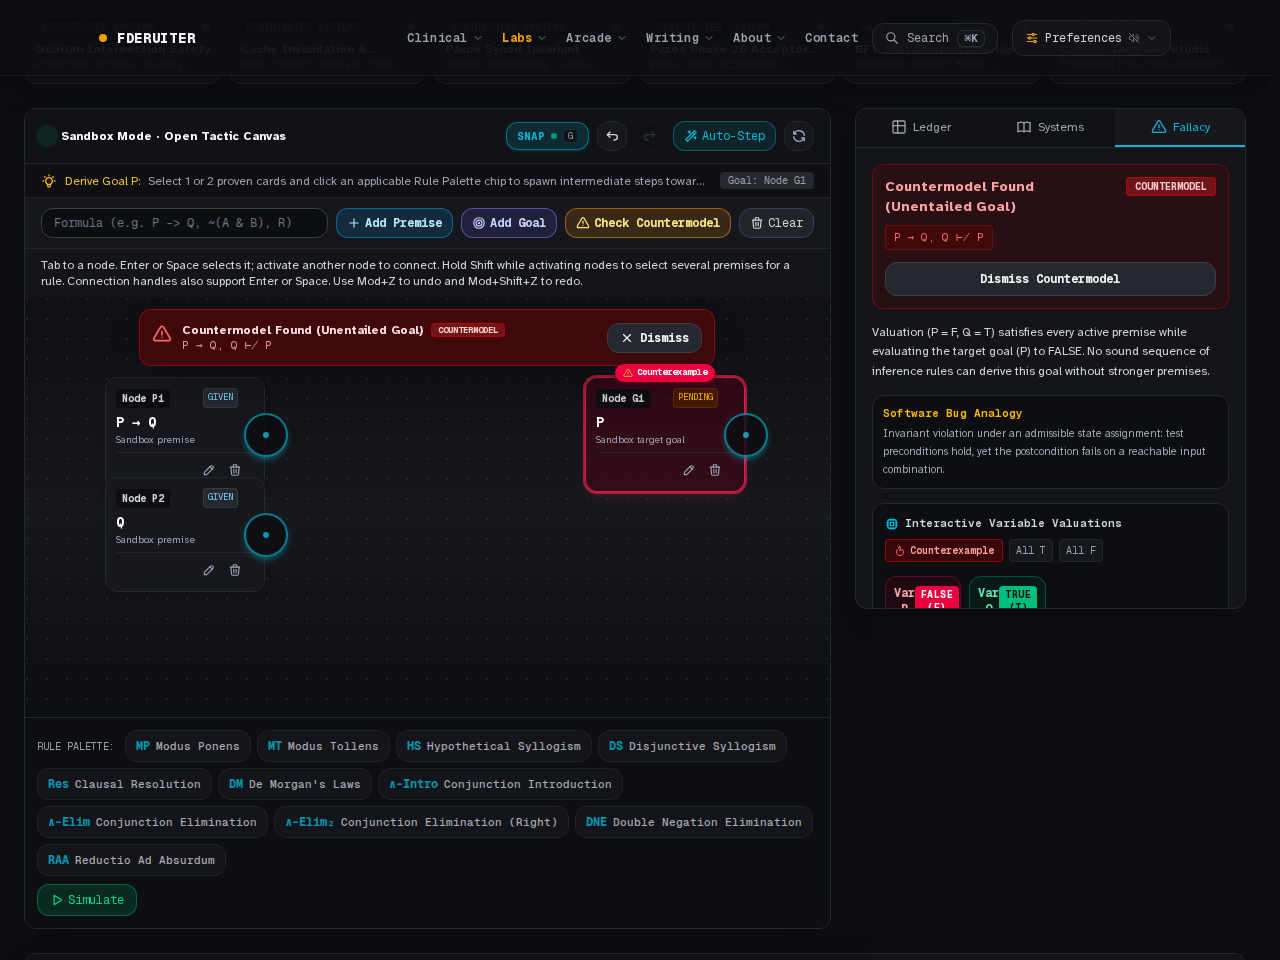 FDERUITER
Clinical
Labs
Arcade
Writing
About
Contact
Search ⌘K
Preferences
Sandbox Mode · Open Tactic Canvas
SNAP G
Auto-Step
Derive Goal P: Select 1 or 2 proven cards and click an applicable Rule Palette chip to spawn intermediate steps towar...
Goal: Node G1
Formula (e.g. P -> Q, ~(A & B), R)
Add Premise
Add Goal
Check Countermodel
Clear
Tab to a node. Enter or Space selects it; activate another node to connect. Hold Shift while activating nodes to select several premises for a
rule. Connection handles also support Enter or Space. Use Mod+Z to undo and Mod+Shift+Z to redo.
Countermodel Found (Unentailed Goal) COUNTERMODEL
P → Q, Q ⊬ P
Dismiss
Counterexample
Node P1 GIVEN
P → Q
Sandbox premise
Node P2 GIVEN
Q
Sandbox premise
Node G1 PENDING
P
Sandbox target goal
RULE PALETTE:
MP Modus Ponens
MT Modus Tollens
HS Hypothetical Syllogism
DS Disjunctive Syllogism
Res Clausal Resolution
DM De Morgan's Laws
∧-Intro Conjunction Introduction
∧-Elim Conjunction Elimination
∧-Elim₂ Conjunction Elimination (Right)
DNE Double Negation Elimination
RAA Reductio Ad Absurdum
Simulate
Ledger
Systems
Fallacy
Countermodel Found
(Unentailed Goal)
COUNTERMODEL
P → Q, Q ⊬ P
Dismiss Countermodel
Valuation (P = F, Q = T) satisfies every active premise while
evaluating the target goal (P) to FALSE. No sound sequence of
inference rules can derive this goal without stronger premises.
Software Bug Analogy
Invariant violation under an admissible state assignment: test
preconditions hold, yet the postcondition fails on a reachable input
combination.
Interactive Variable Valuations
Counterexample
All T
All F
Var
FALSE
(F)
Var
TRUE
(T)